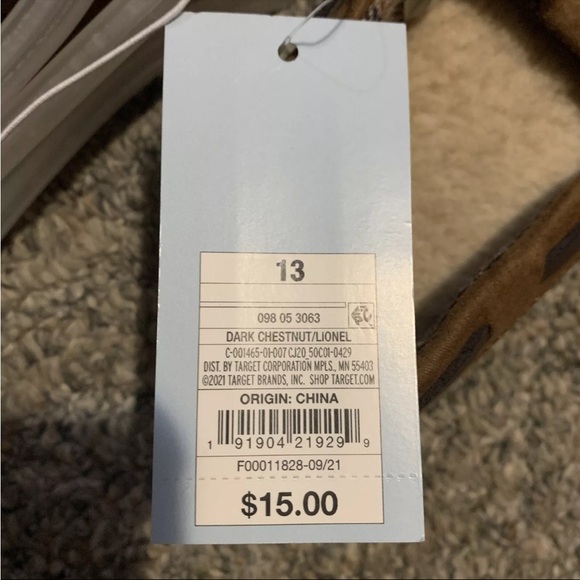 13
098 05 3063
DARK CHESTNUT/LIONEL
C-001465-01-007 CJ20 50C01-0429
DIST. BY TARGET CORPORATION MPLS., MN 55403
©2021 TARGET BRANDS, INC. SHOP TARGET.COM
ORIGIN: CHINA
1 91904 21929 9
F00011828-09/21
$15.00